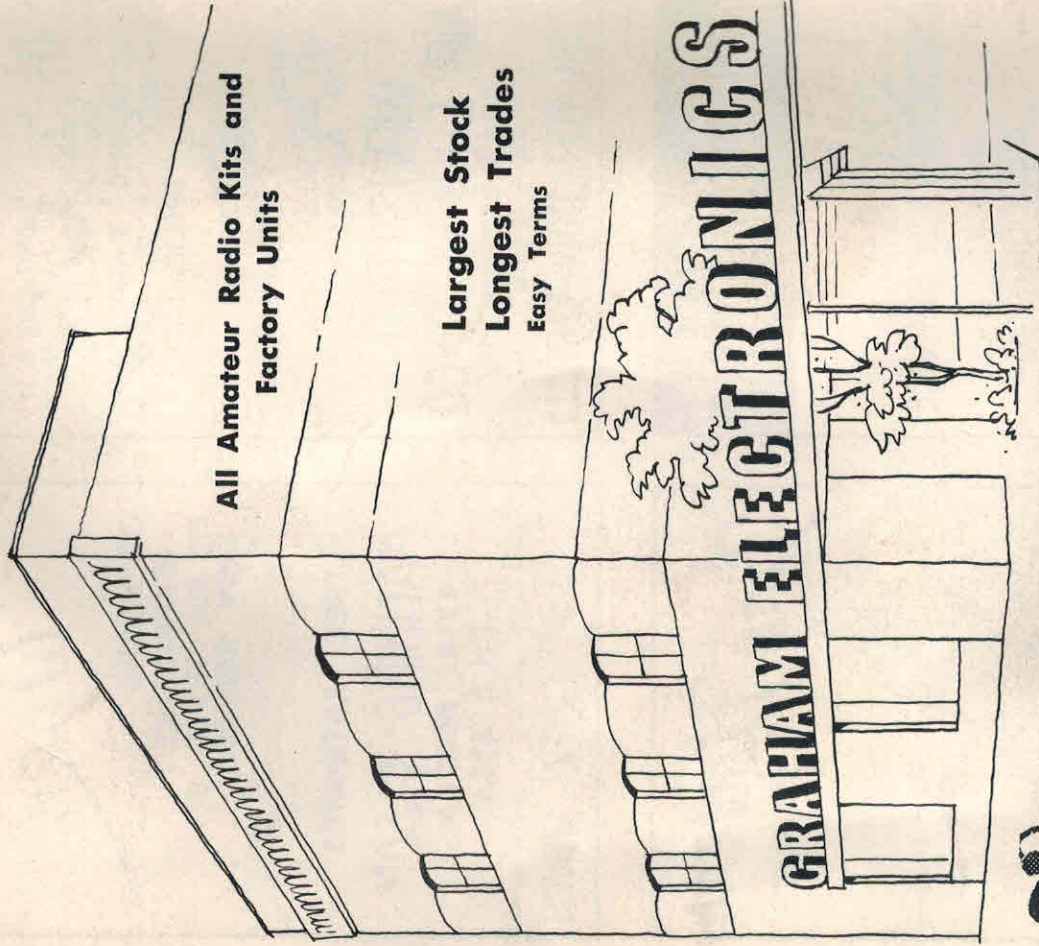 All Amateur Radio Kits and
Factory Units
Largest Stock
Longest Trades
Easy Terms
GRAHAM ELECTRONICS